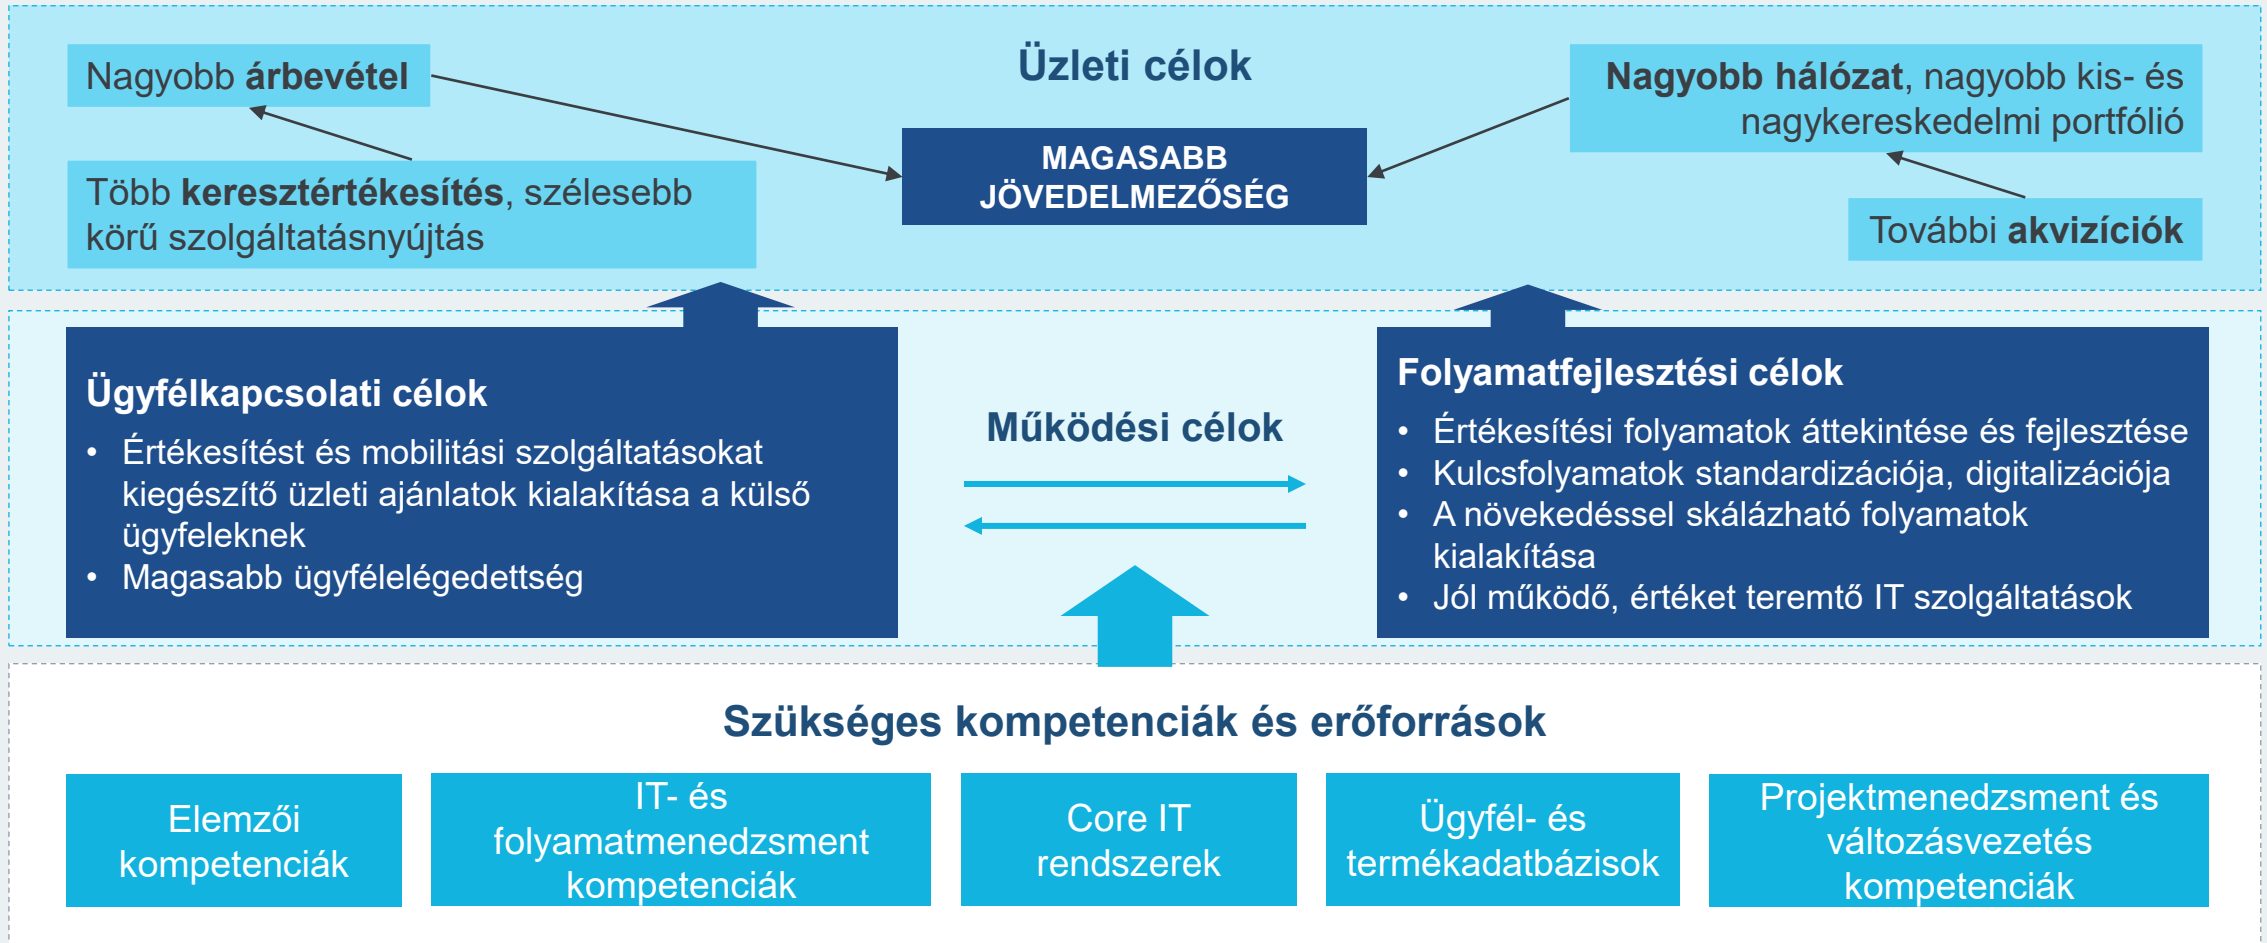 Üzleti célok
Nagyobb árbevétel
Több keresztértékesítés, szélesebb
körű szolgáltatásnyújtás
MAGASABB
JÖVEDELMEZŐSÉG
Nagyobb hálózat, nagyobb kis- és
nagykereskedelmi portfólió
További akvizíciók
Ügyfélkapcsolati célok
• Értékesítést és mobilitási szolgáltatásokat
kiegészítő üzleti ajánlatok kialakítása a külső
ügyfeleknek
• Magasabb ügyfélelégedettség
Működési célok
Folyamatfejlesztési célok
• Értékesítési folyamatok áttekintése és fejlesztése
• Kulcsfolyamatok standardizációja, digitalizációja
• A növekedéssel skálázható folyamatok
kialakítása
• Jól működő, értéket teremtő IT szolgáltatások
Szükséges kompetenciák és erőforrások
Elemzői
kompetenciák
IT- és
folyamatmenedzsment
kompetenciák
Core IT
rendszerek
Ügyfél- és
termékadatbázisok
Projektmenedzsment és
változásvezetés
kompetenciák